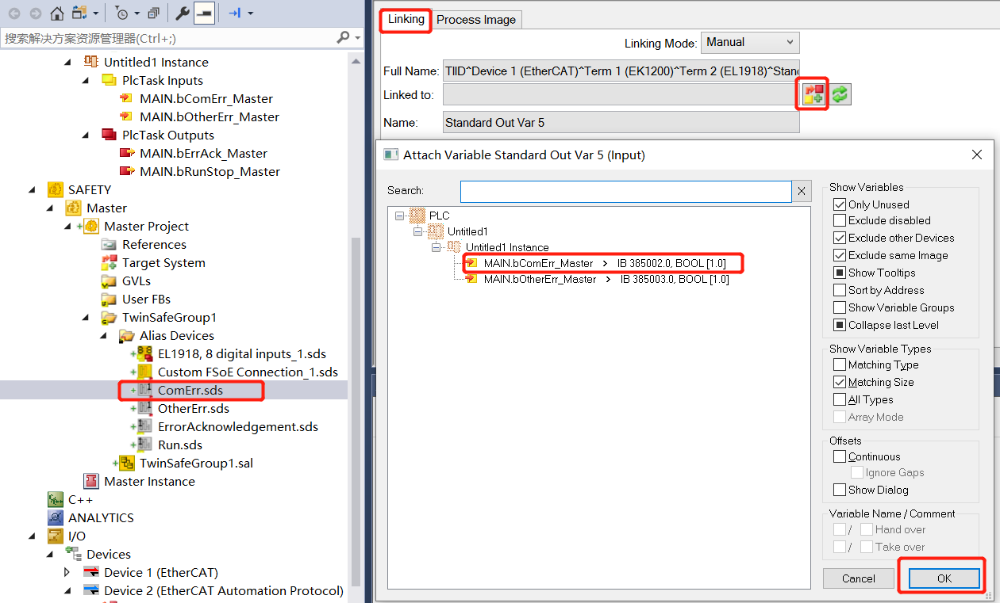 搜索解决方案资源管理器(Ctrl+;)
Untitled1 Instance
PlcTask Inputs
MAIN.bComErr_Master
MAIN.bOtherErr_Master
PlcTask Outputs
MAIN.bErrAck_Master
MAIN.bRunStop_Master
SAFETY
Master
Master Project
References
Target System
GVLs
User FBs
TwinSafeGroup1
Alias Devices
EL1918, 8 digital inputs_1.sds
Custom FSoE Connection_1.sds
ComErr.sds
OtherErr.sds
ErrorAcknowledgement.sds
Run.sds
TwinSafeGroup1.sal
Master Instance
C++
ANALYTICS
I/O
Devices
Device 1 (EtherCAT)
Device 2 (EtherCAT Automation Protocol)
Linking Process Image
Linking Mode: Manual
Full Name: TIID^Device 1 (EtherCAT)^Term 1 (EK1200)^Term 2 (EL1918)^Stan
Linked to:
Name: Standard Out Var 5
Attach Variable Standard Out Var 5 (Input)
Search:
PLC
Untitled1
Untitled1 Instance
MAIN.bComErr_Master > IB 385002.0, BOOL [1.0]
MAIN.bOtherErr_Master > IB 385003.0, BOOL [1.0]
Show Variables
Only Unused
Exclude disabled
Exclude other Devices
Exclude same Image
Show Tooltips
Sort by Address
Show Variable Groups
Collapse last Level
Show Variable Types
Matching Type
Matching Size
All Types
Array Mode
Offsets
Continuous
Ignore Gaps
Show Dialog
Variable Name / Comment
/ Hand over
/ Take over
Cancel OK